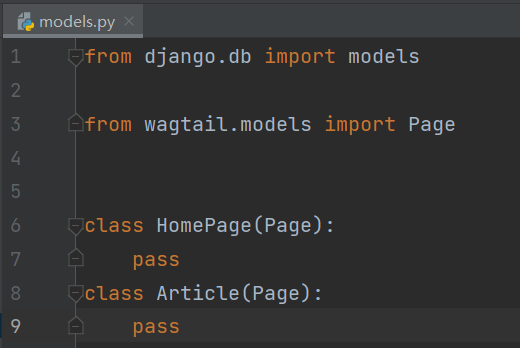 models.py
1 from django.db import models
2
3 from wagtail.models import Page
4
5
6 class HomePage(Page):
7     pass
8 class Article(Page):
9     pass